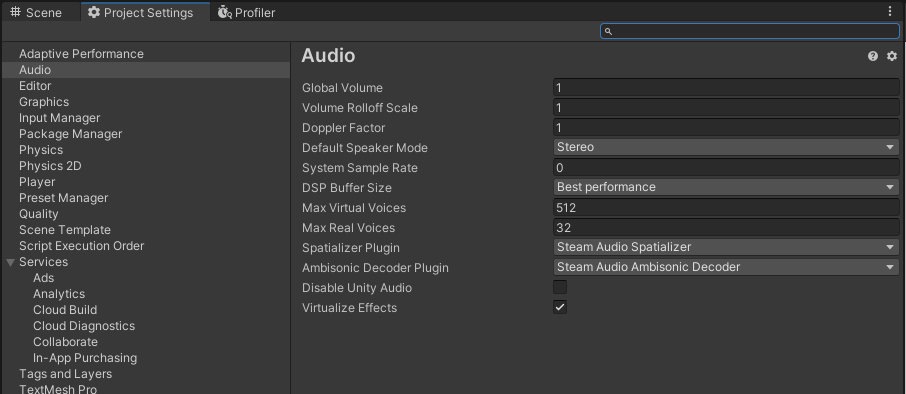 Scene
Project Settings
Profiler
Adaptive Performance
Audio
Editor
Graphics
Input Manager
Package Manager
Physics
Physics 2D
Player
Preset Manager
Quality
Scene Template
Script Execution Order
Services
Ads
Analytics
Cloud Build
Cloud Diagnostics
Collaborate
In-App Purchasing
Tags and Layers
TextMesh Pro
Audio
Global Volume 1
Volume Rolloff Scale 1
Doppler Factor 1
Default Speaker Mode Stereo
System Sample Rate 0
DSP Buffer Size Best performance
Max Virtual Voices 512
Max Real Voices 32
Spatializer Plugin Steam Audio Spatializer
Ambisonic Decoder Plugin Steam Audio Ambisonic Decoder
Disable Unity Audio
Virtualize Effects